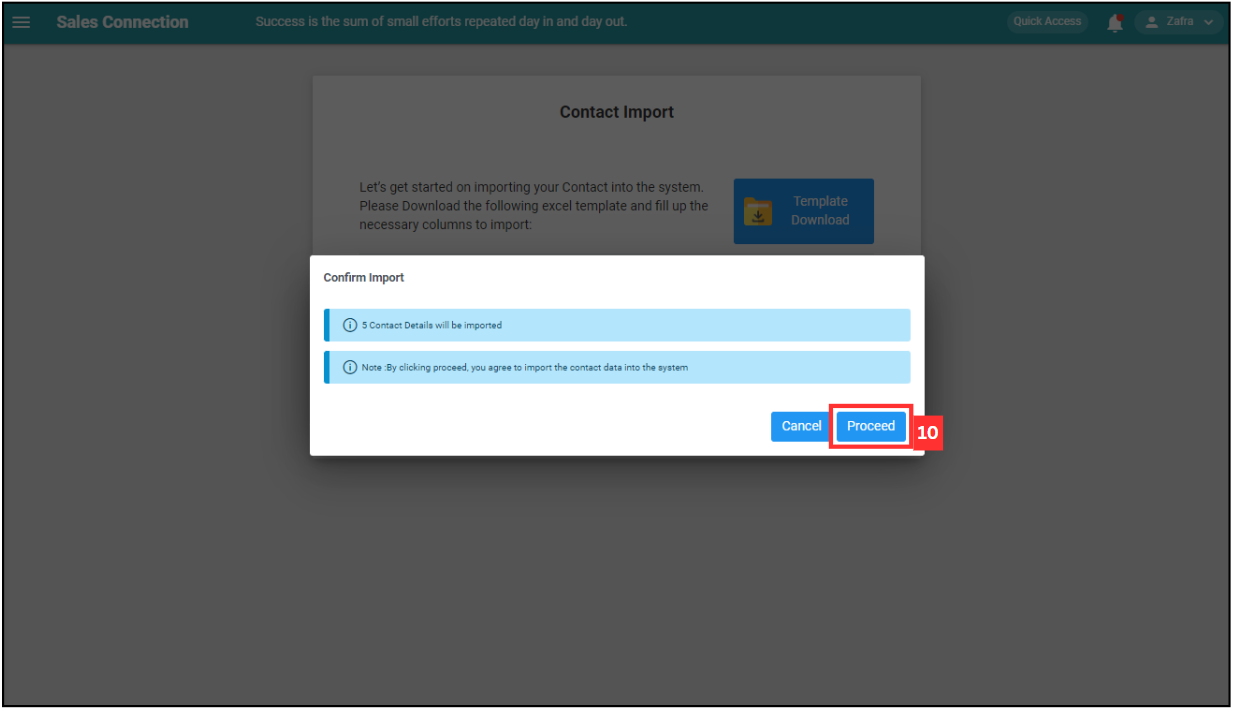 Sales Connection
Success is the sum of small efforts repeated day in and day out.
Quick Access
Zafra
Contact Import
Let's get started on importing your Contact into the system.
Please Download the following excel template and fill up the
necessary columns to import:
Template
Download
Confirm Import
5 Contact Details will be imported
Note :By clicking proceed, you agree to import the contact data into the system
Cancel
Proceed
10